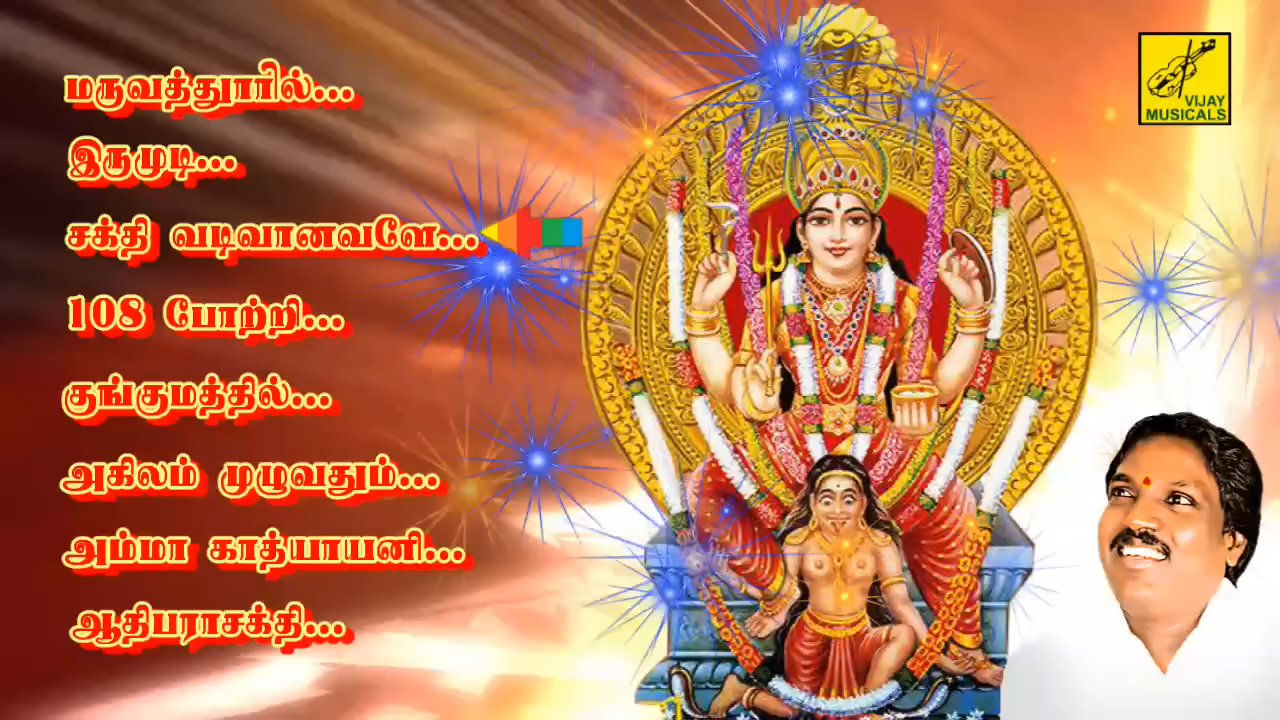 மருவத்துாரில்...
இருமுடி...
சக்தி வடிவானவளே...
108 போற்றி...
குங்குமத்தில்...
அகிலம் முழுவதும்...
அம்மா காத்யாயனி...
ஆதிபராசக்தி...
VIJAY
MUSICALS